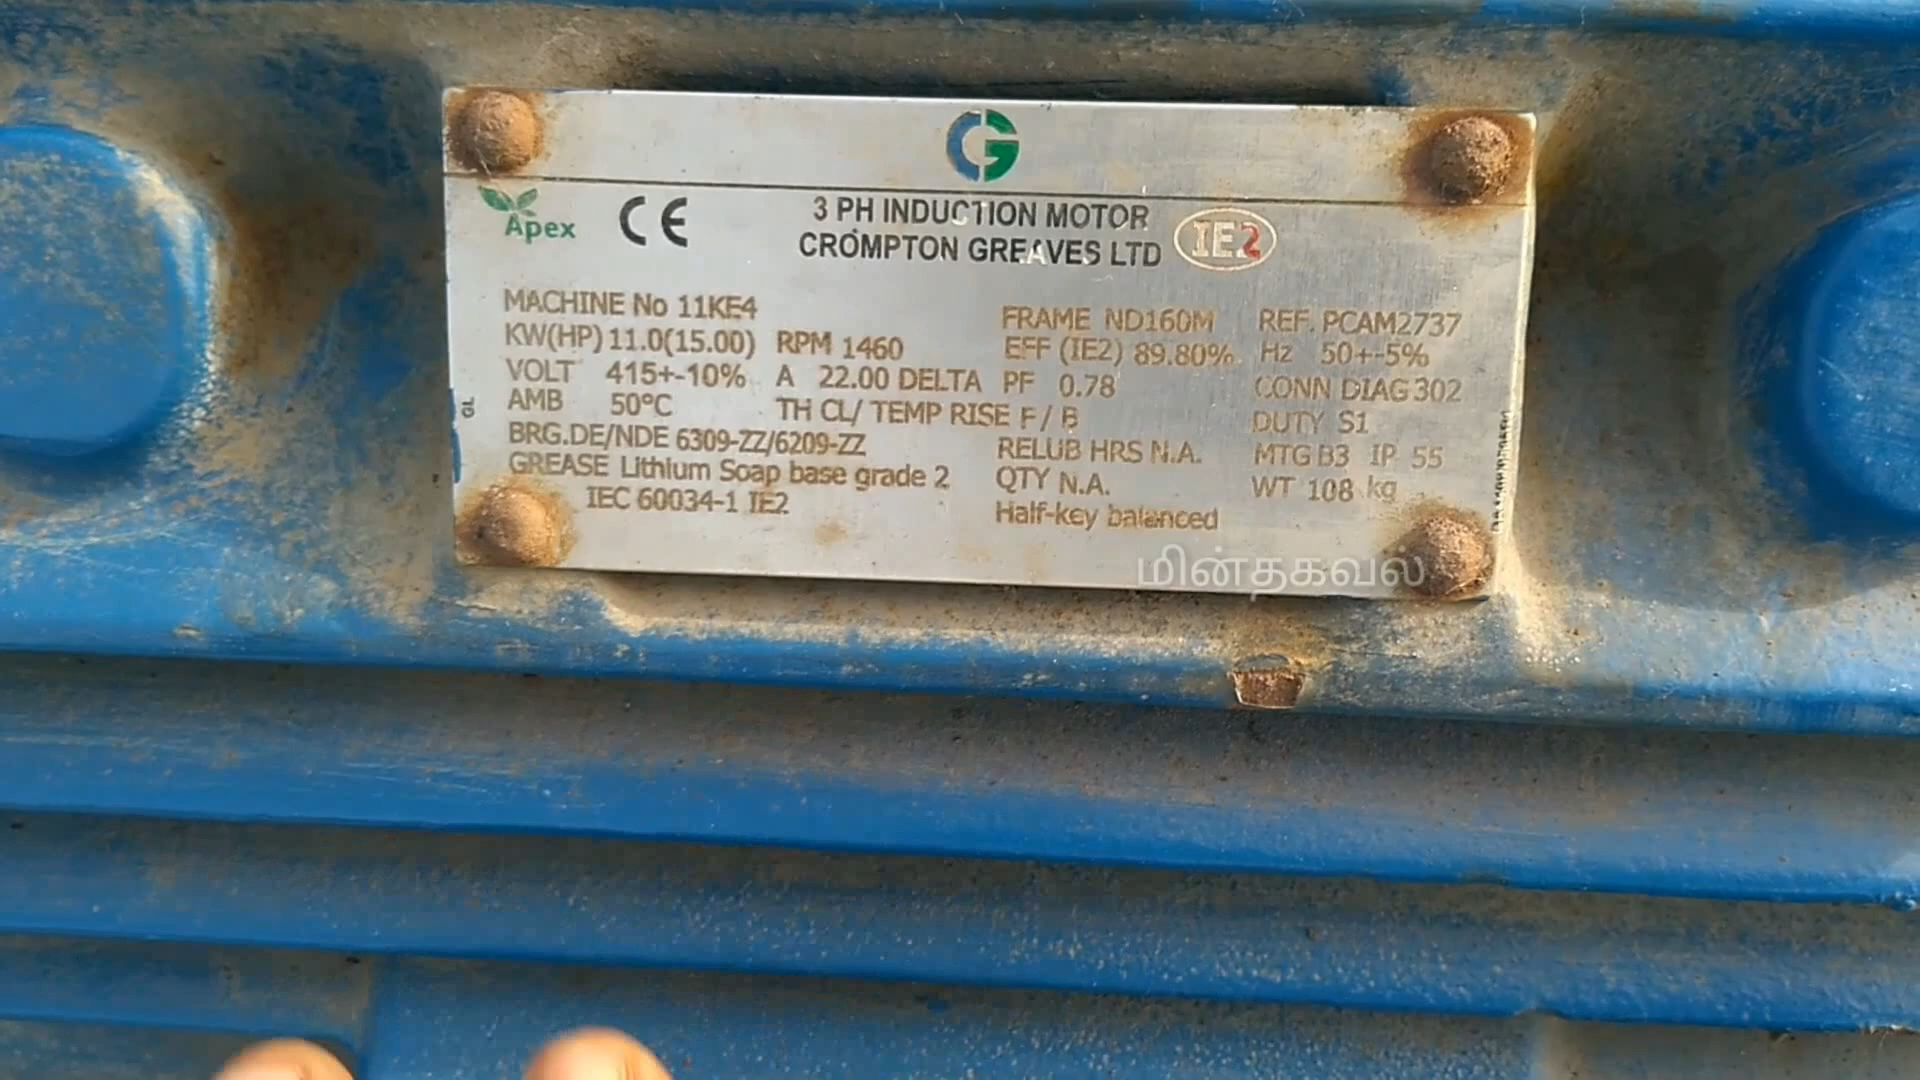 Apex
CE
3 PH INDUCTION MOTOR
CROMPTON GREAVES LTD
IE2
MACHINE No 11KE4
FRAME ND160M REF. PCAM2737
KW(HP) 11.0(15.00) RPM 1460 EFF (IE2) 89.80% Hz 50+-5%
VOLT 415+-10% A 22.00 DELTA PF 0.78 CONN DIAG 302
AMB 50°C TH CL/ TEMP RISE F / B DUTY S1
BRG.DE/NDE 6309-ZZ/6209-ZZ RELUB HRS N.A. MTG B3 IP 55
GREASE Lithium Soap base grade 2 QTY N.A. WT 108 kg
IEC 60034-1 IE2 Half-key balanced
GL
மின்தகவல்